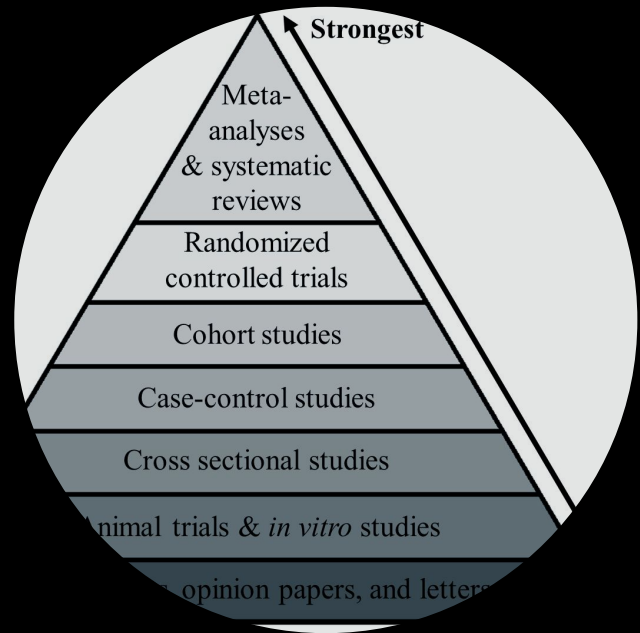 Strongest
Meta-
analyses
& systematic
reviews
Randomized
controlled trials
Cohort studies
Case-control studies
Cross sectional studies
trials & in vitro studies
opinion papers, and letters